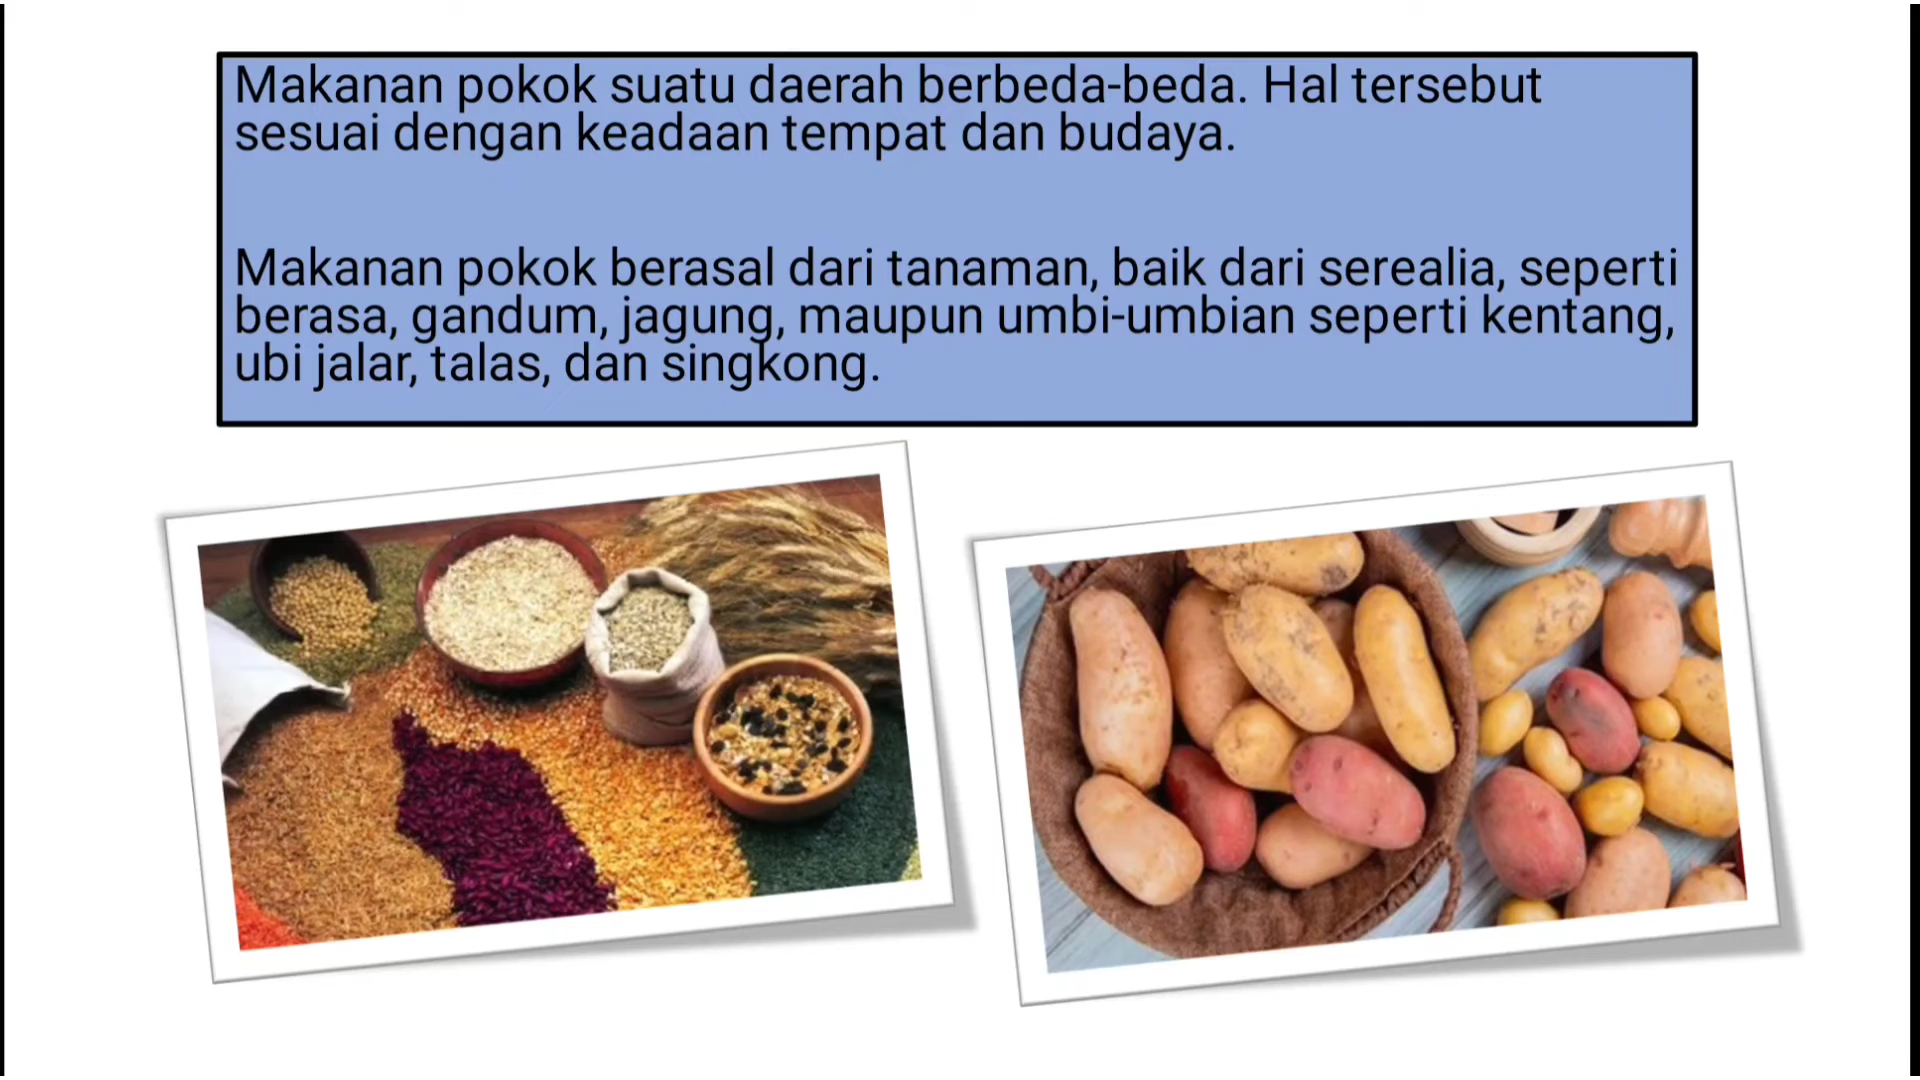 Makanan pokok suatu daerah berbeda-beda. Hal tersebut
sesuai dengan keadaan tempat dan budaya.
Makanan pokok berasal dari tanaman, baik dari serealia, seperti
berasa, gandum, jagung, maupun umbi-umbian seperti kentang,
ubi jalar, talas, dan singkong.